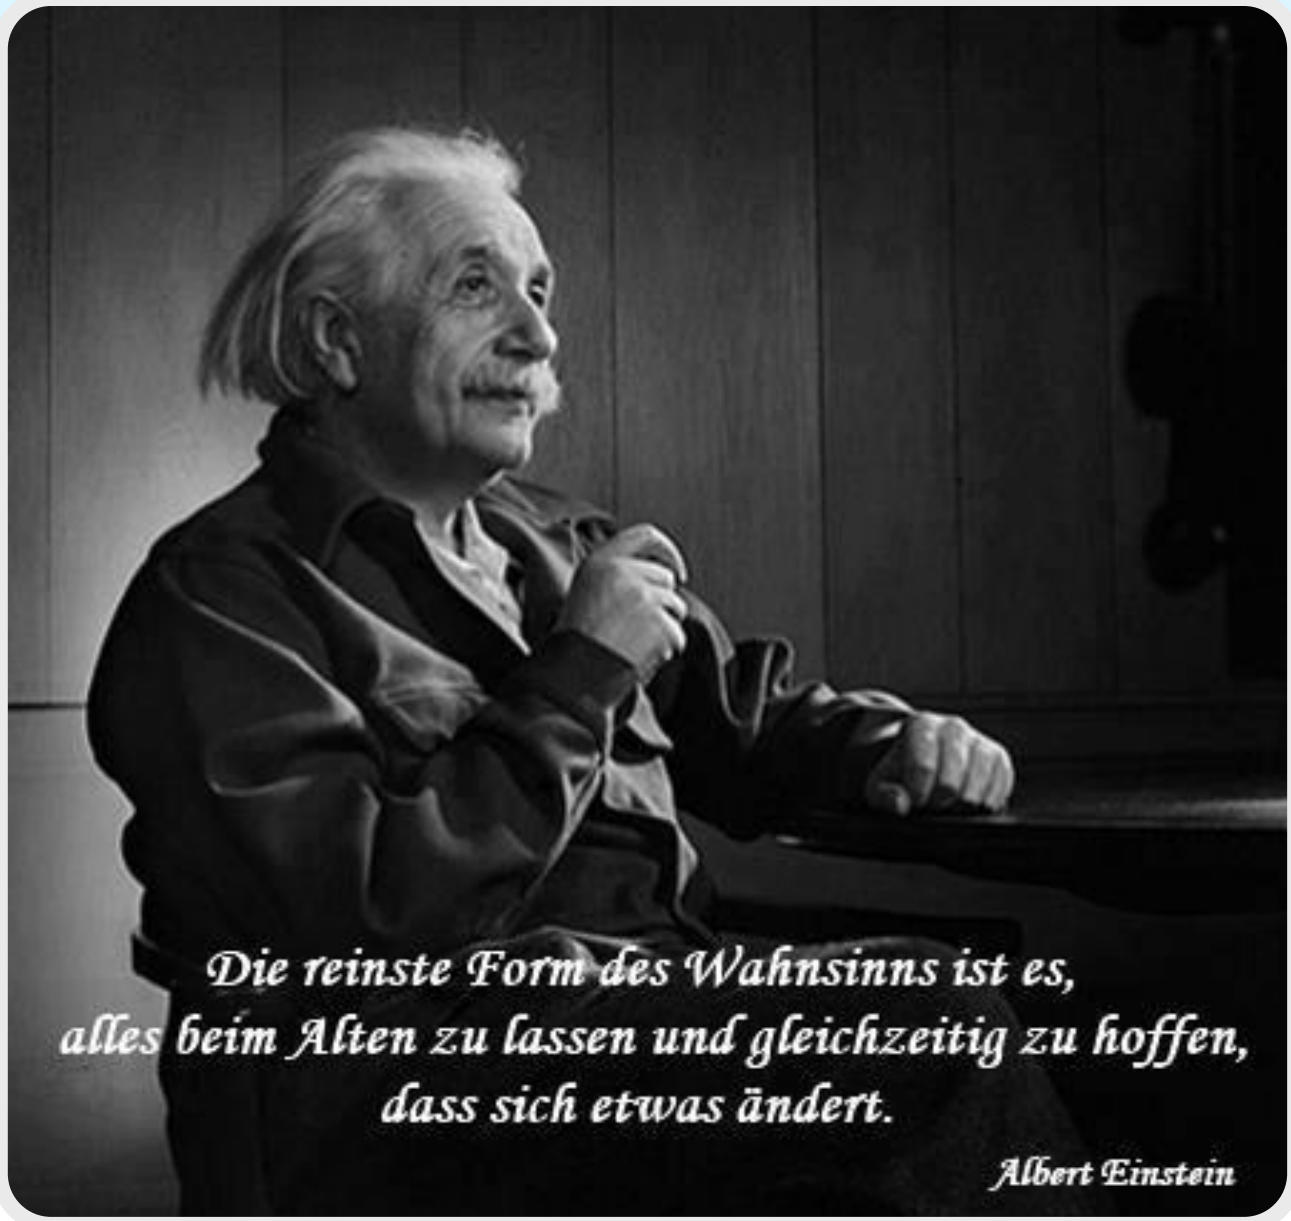 Die reinste Form des Wahnsinns ist es,
alles beim Alten zu lassen und gleichzeitig zu hoffen,
dass sich etwas ändert.
Albert Einstein